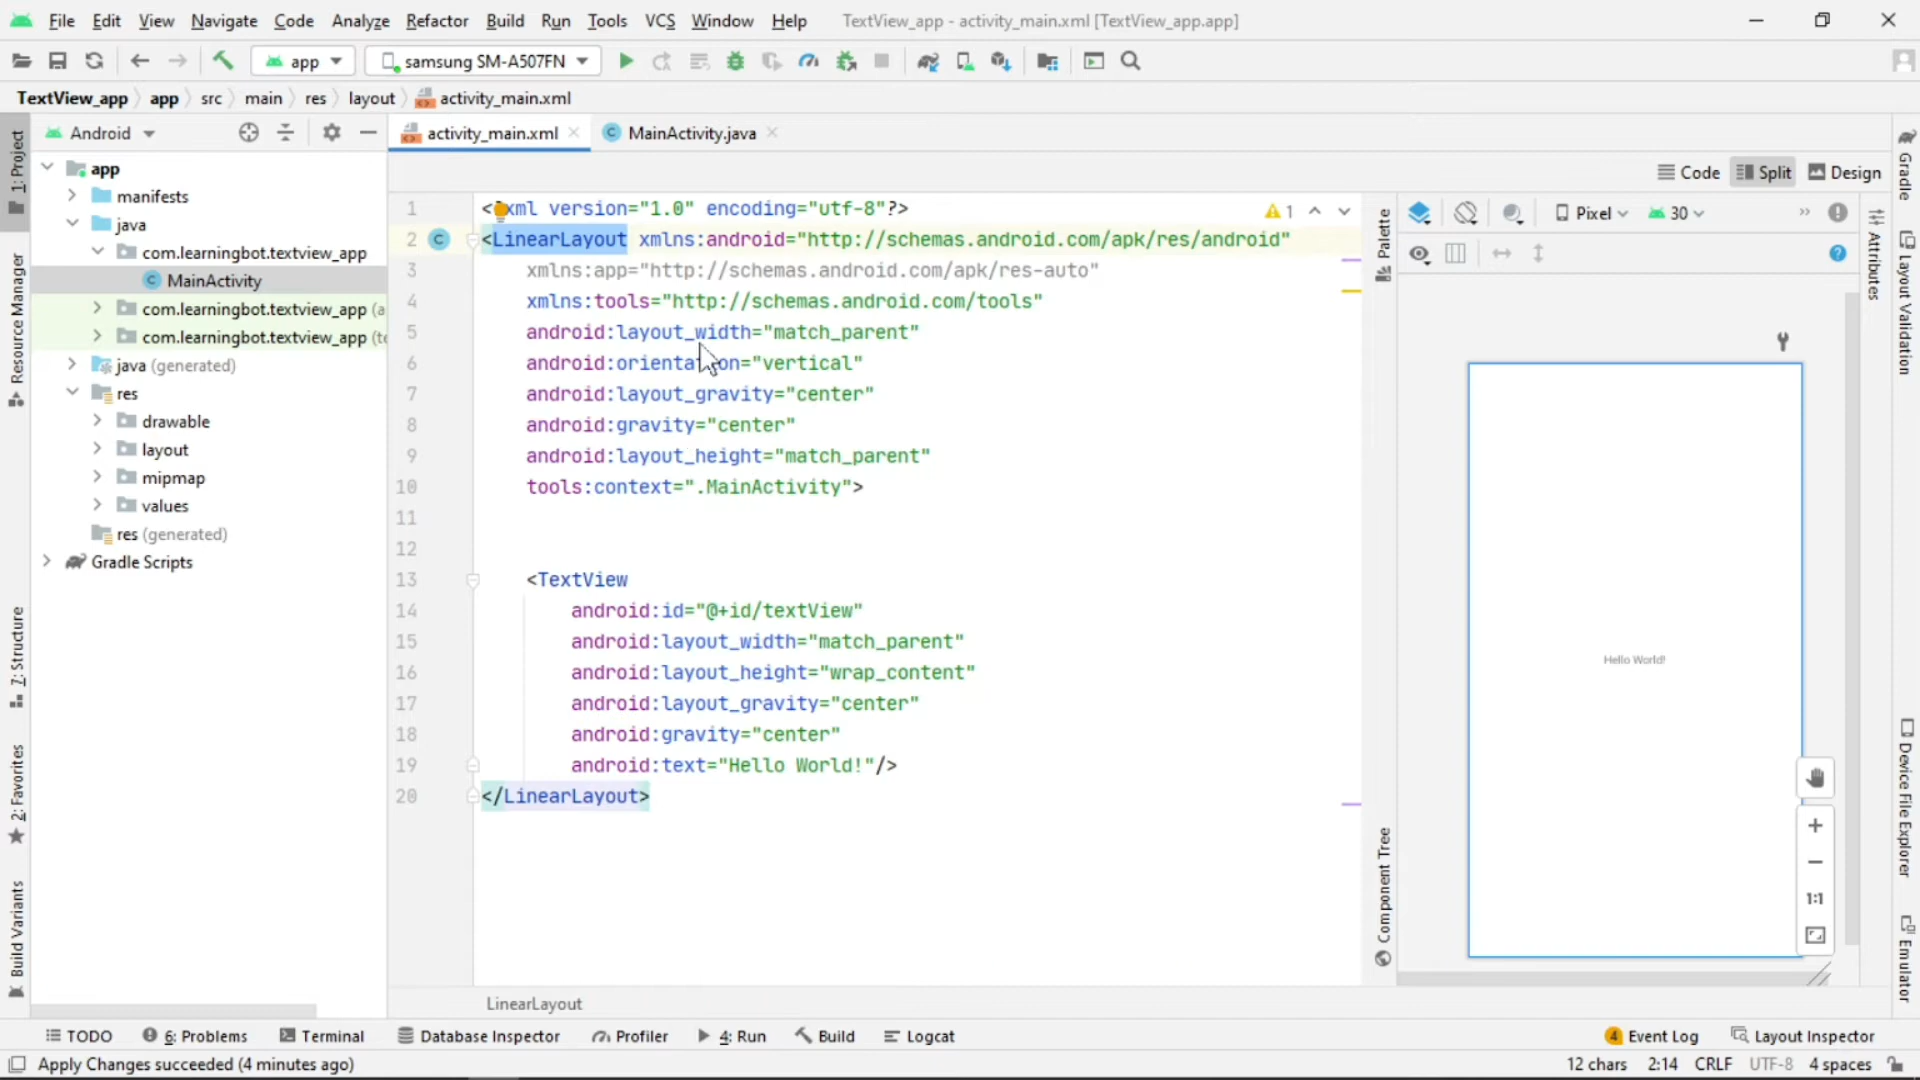 File Edit View Navigate Code Analyze Refactor Build Run Tools VCS Window Help TextView_app - activity_main.xml [TextView_app.app]
app samsung SM-A507FN
TextView_app app src main res layout activity_main.xml
Android
activity_main.xml MainActivity.java
Code Split Design
1: Project
Resource Manager
7: Structure
2: Favorites
Build Variants
app
manifests
java
com.learningbot.textview_app
MainActivity
com.learningbot.textview_app (a
com.learningbot.textview_app (te
java (generated)
res
drawable
layout
mipmap
values
res (generated)
Gradle Scripts
1 <?xml version="1.0" encoding="utf-8"?>
2 <LinearLayout xmlns:android="http://schemas.android.com/apk/res/android"
3 xmlns:app="http://schemas.android.com/apk/res-auto"
4 xmlns:tools="http://schemas.android.com/tools"
5 android:layout_width="match_parent"
6 android:orientation="vertical"
7 android:layout_gravity="center"
8 android:gravity="center"
9 android:layout_height="match_parent"
10 tools:context=".MainActivity">
11
12
13 <TextView
14 android:id="@+id/textView"
15 android:layout_width="match_parent"
16 android:layout_height="wrap_content"
17 android:layout_gravity="center"
18 android:gravity="center"
19 android:text="Hello World!"/>
20 </LinearLayout>
1
LinearLayout
Palette
Component Tree
Pixel 30
Hello World!
1:1
Attributes
Gradle
Layout Validation
Device File Explorer
Emulator
TODO 6: Problems Terminal Database Inspector Profiler 4: Run Build Logcat 4 Event Log Layout Inspector
Apply Changes succeeded (4 minutes ago) 12 chars 2:14 CRLF UTF-8 4 spaces